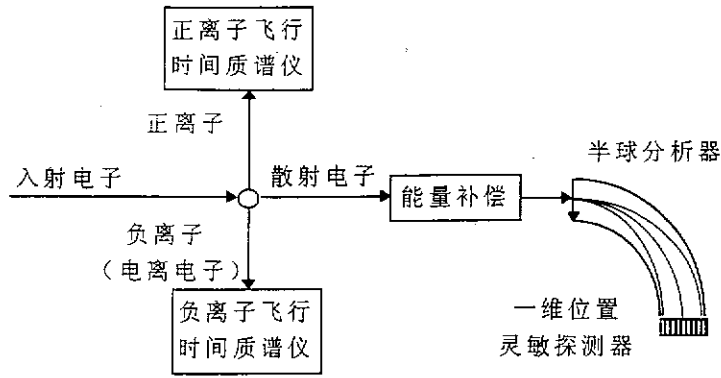 正离子飞行
时间质谱仪
正离子
半球分析器
入射电子
散射电子
能量补偿
负离子
（电离电子）
负离子飞行
时间质谱仪
一维位置
灵敏探测器